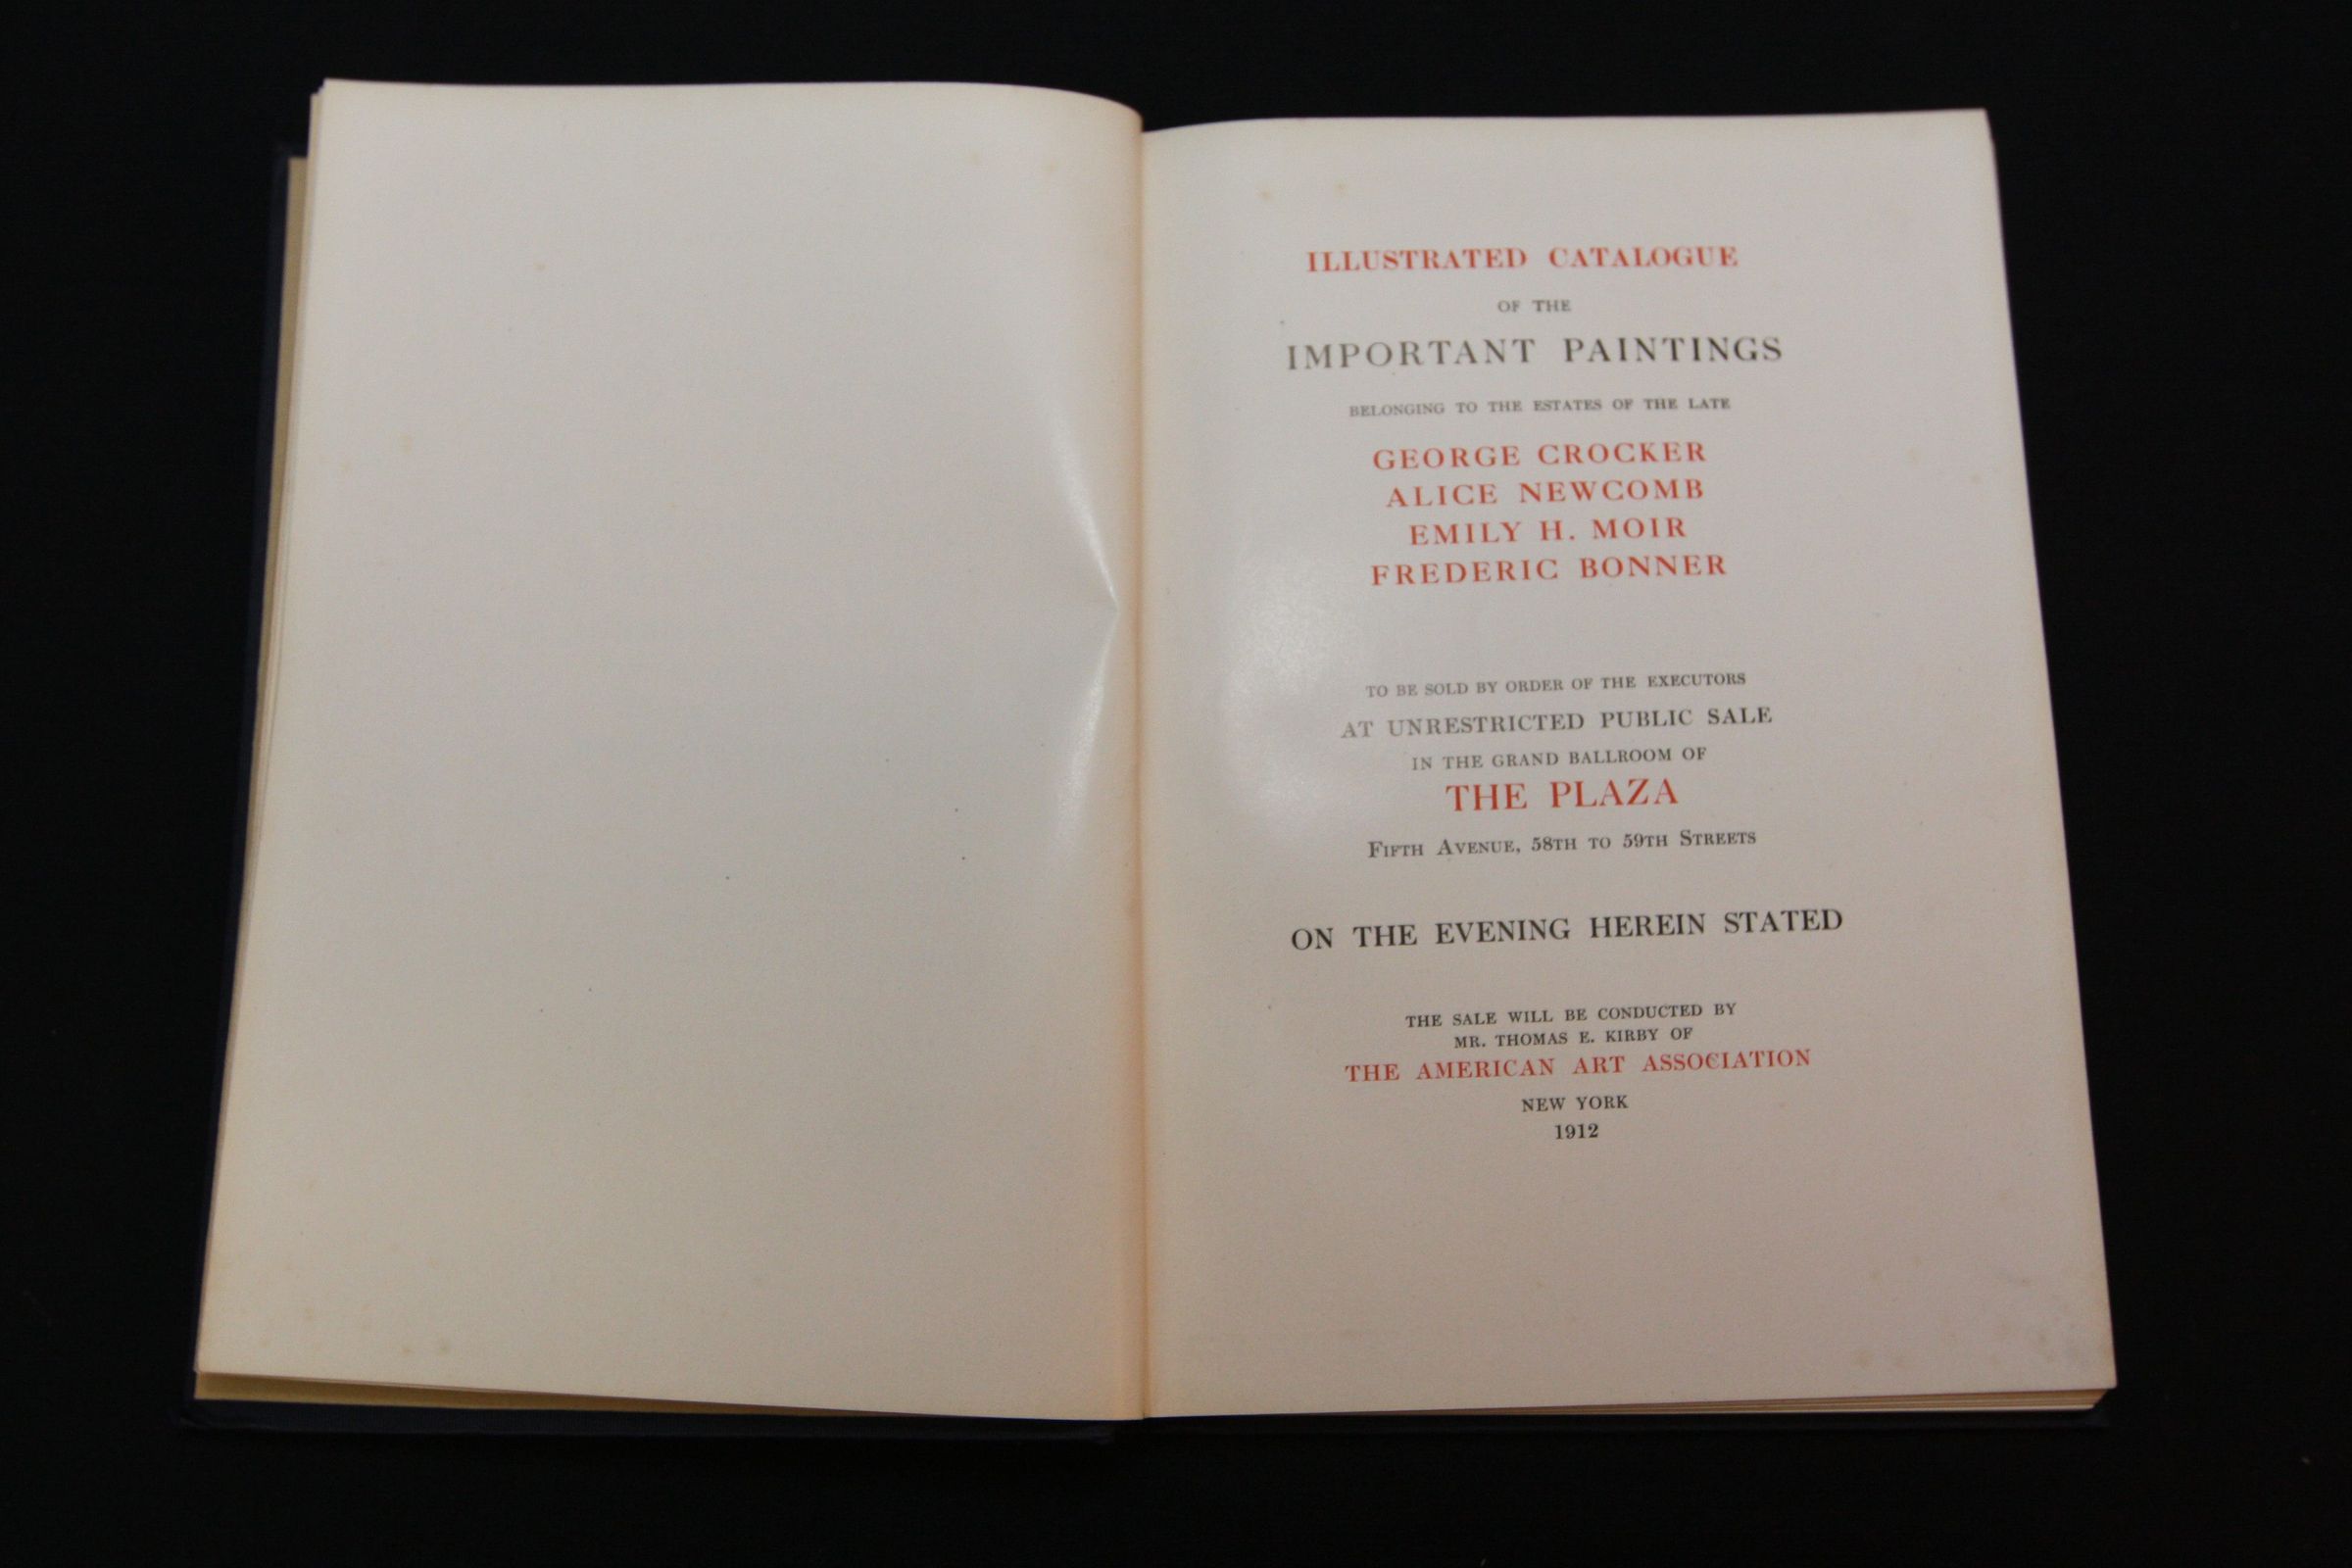 ILLUSTRATED CATALOGUE
OF THE
IMPORTANT PAINTINGS
BELONGING TO THE ESTATES OF THE LATE
GEORGE CROCKER
ALICE NEWCOMB
EMILY H. MOIR
FREDERIC BONNER
TO BE SOLD BY ORDER OF THE EXECUTORS
AT UNRESTRICTED PUBLIC SALE
IN THE GRAND BALLROOM OF
THE PLAZA
FIFTH AVENUE, 58TH TO 59TH STREETS
ON THE EVENING HEREIN STATED
THE SALE WILL BE CONDUCTED BY
MR. THOMAS E. KIRBY OF
THE AMERICAN ART ASSOCIATION
NEW YORK
1912